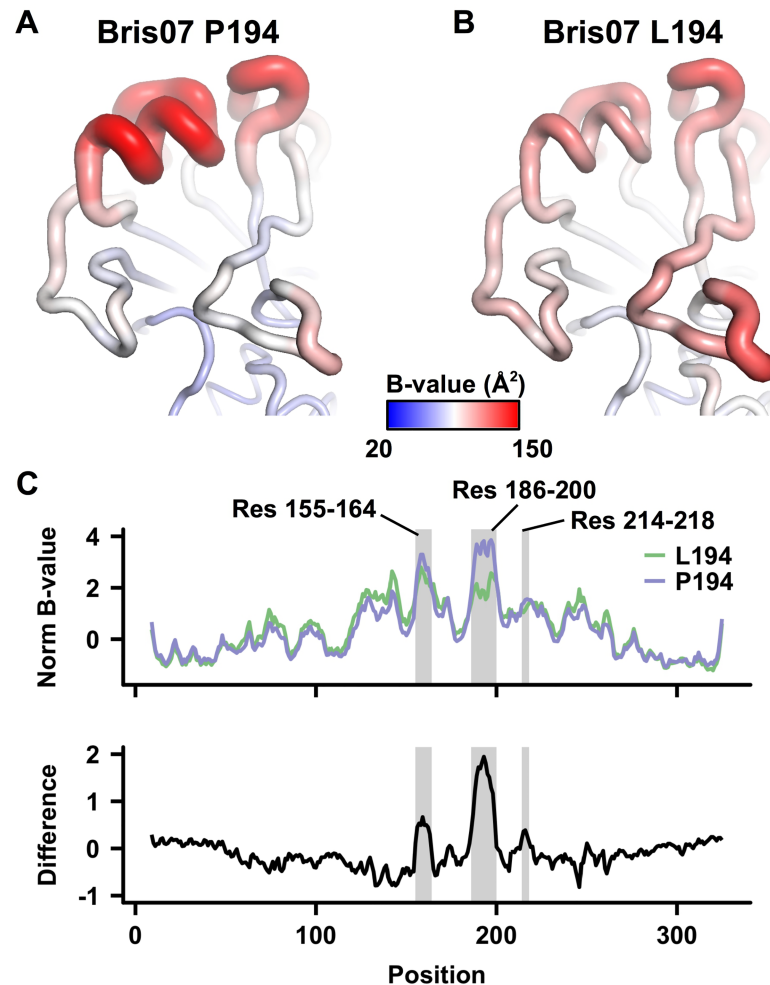 A
Bris07 P194
B
Bris07 L194
B-value (Å²)
20
150
C
Res 155-164
Res 186-200
Res 214-218
Norm B-value
4
2
0
L194
P194
Difference
2
1
0
-1
0
100
200
300
Position